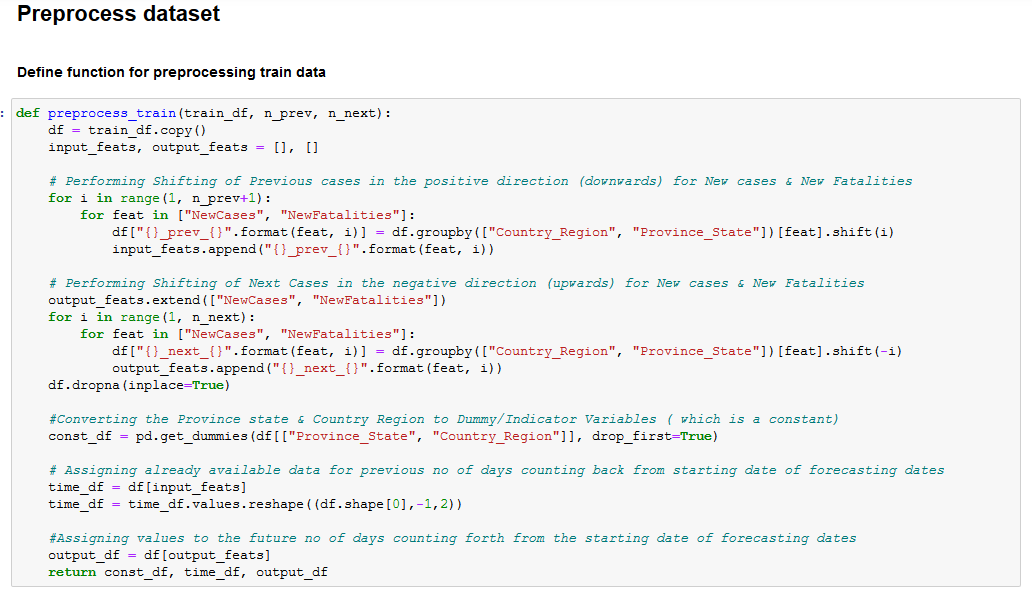 Preprocess dataset
Define function for preprocessing train data
: def preprocess_train(train_df, n_prev, n_next):
    df = train_df.copy()
    input_feats, output_feats = [], []
    # Performing Shifting of Previous cases in the positive direction (downwards) for New cases & New Fatalities
    for i in range(1, n_prev+1):
        for feat in ["NewCases", "NewFatalities"]:
            df["{}_prev_{}".format(feat, i)] = df.groupby(["Country_Region", "Province_State"])[feat].shift(i)
            input_feats.append("{}_prev_{}".format(feat, i))
    # Performing Shifting of Next Cases in the negative direction (upwards) for New cases & New Fatalities
    output_feats.extend(["NewCases", "NewFatalities"])
    for i in range(1, n_next):
        for feat in ["NewCases", "NewFatalities"]:
            df["{}_next_{}".format(feat, i)] = df.groupby(["Country_Region", "Province_State"])[feat].shift(-i)
            output_feats.append("{}_next_{}".format(feat, i))
    df.dropna(inplace=True)
    #Converting the Province state & Country Region to Dummy/Indicator Variables ( which is a constant)
    const_df = pd.get_dummies(df[["Province_State", "Country_Region"]], drop_first=True)
    # Assigning already available data for previous no of days counting back from starting date of forecasting dates
    time_df = df[input_feats]
    time_df = time_df.values.reshape((df.shape[0],-1,2))
    #Assigning values to the future no of days counting forth from the starting date of forecasting dates
    output_df = df[output_feats]
    return const_df, time_df, output_df